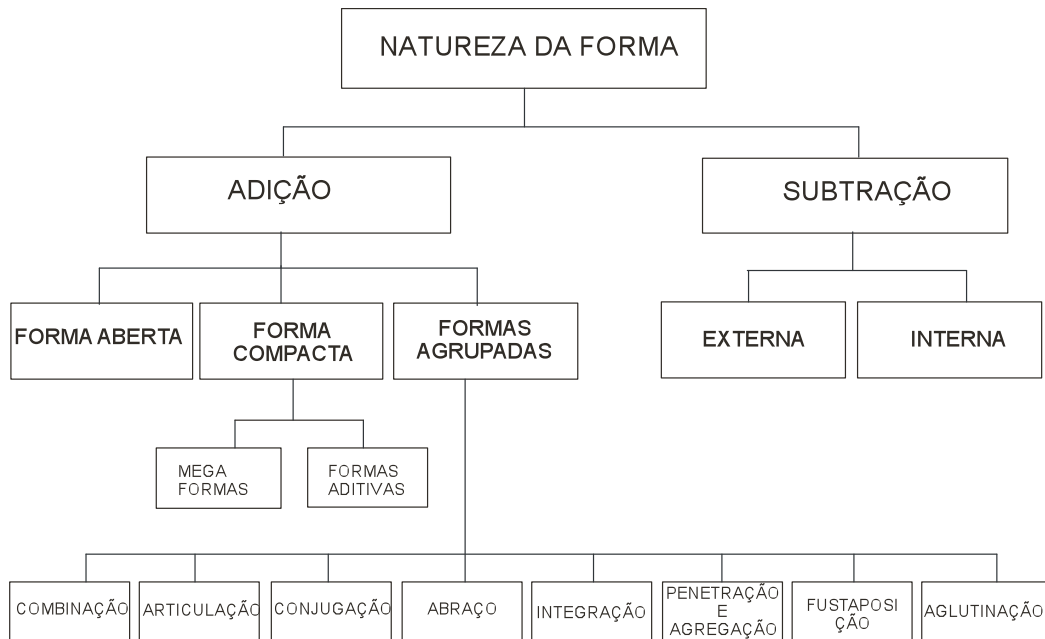 NATUREZA DA FORMA
ADIÇÃO
SUBTRAÇÃO
FORMA ABERTA
FORMA
COMPACTA
FORMAS
AGRUPADAS
EXTERNA
INTERNA
MEGA
FORMAS
FORMAS
ADITIVAS
COMBINAÇÃO
ARTICULAÇÃO
CONJUGAÇÃO
ABRAÇO
INTEGRAÇÃO
PENETRAÇÃO
E
AGREGAÇÃO
FUSTAPOSI
ÇÃO
AGLUTINAÇÃO